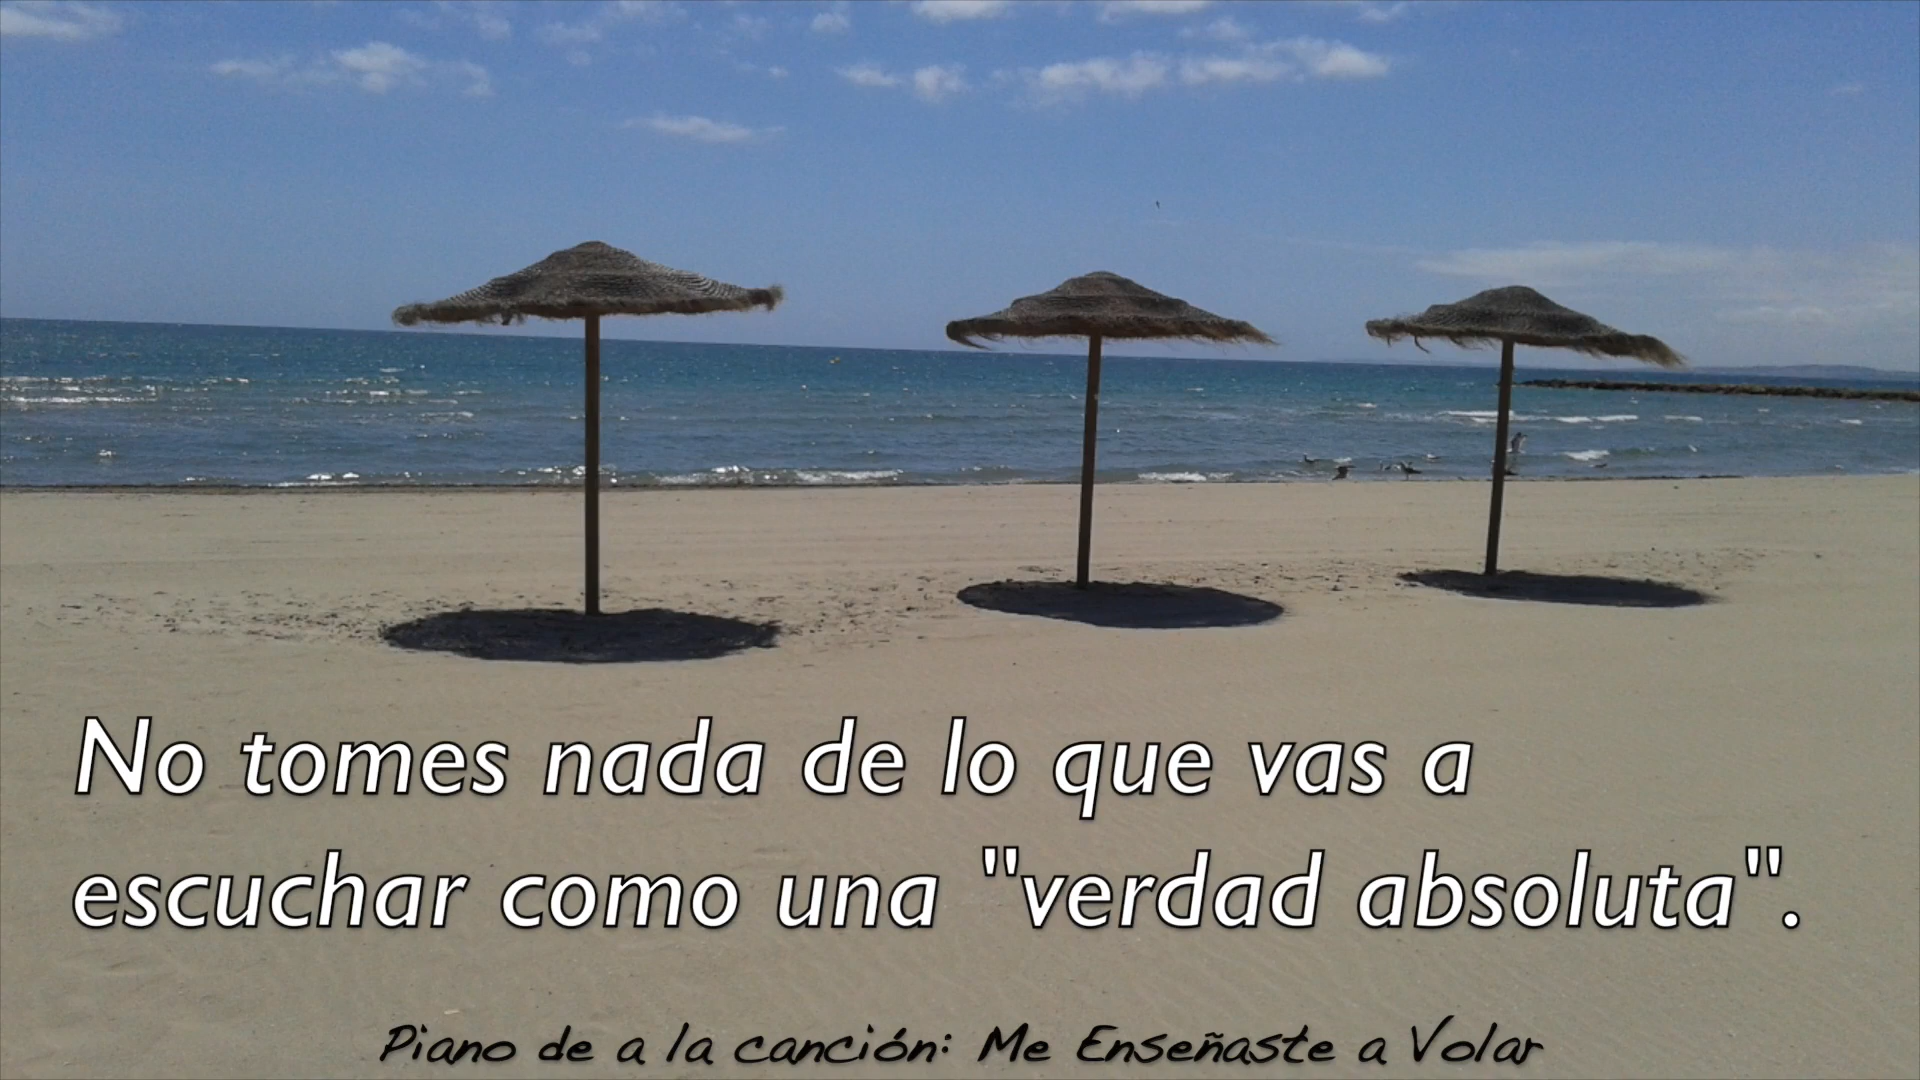 No tomes nada de lo que vas a
escuchar como una "verdad absoluta".
Piano de a la canción: Me Enseñaste a Volar